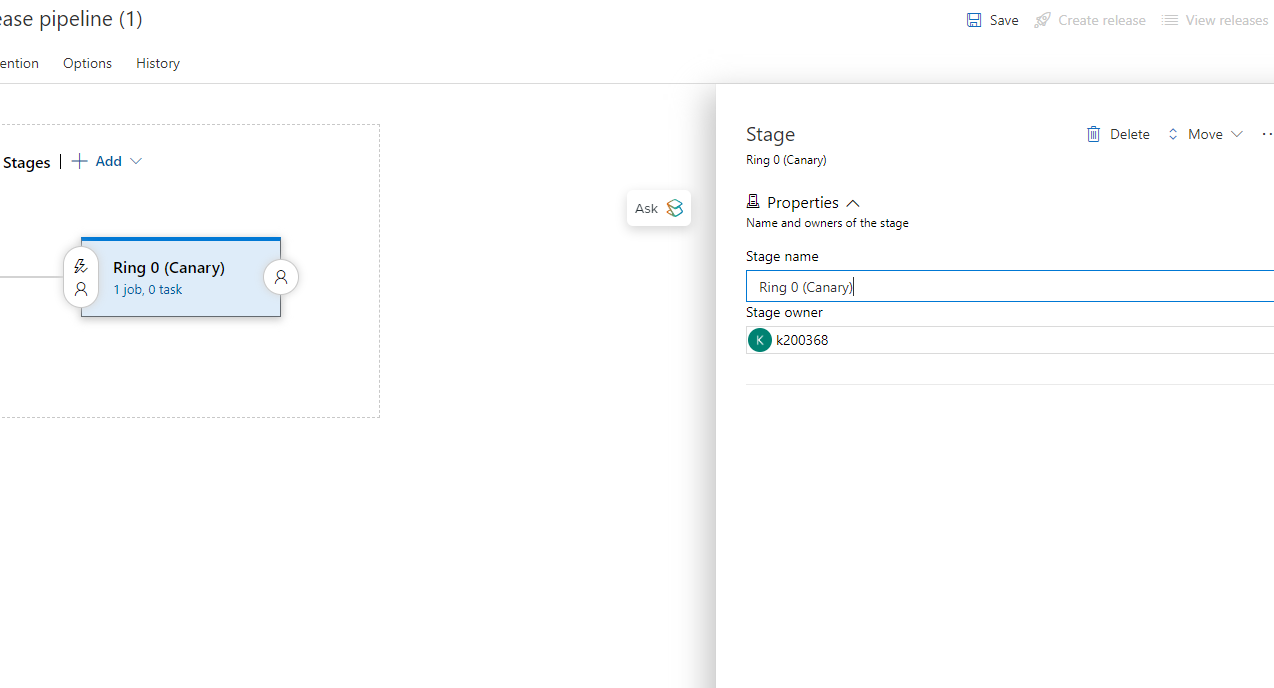 ease pipeline (1)
Save
Create release
View releases
ention
Options
History
Stages
Add
Ring 0 (Canary)
1 job, 0 task
Ask
Stage
Delete
Move
Ring 0 (Canary)
Properties
Name and owners of the stage
Stage name
Ring 0 (Canary)
Stage owner
K
k200368